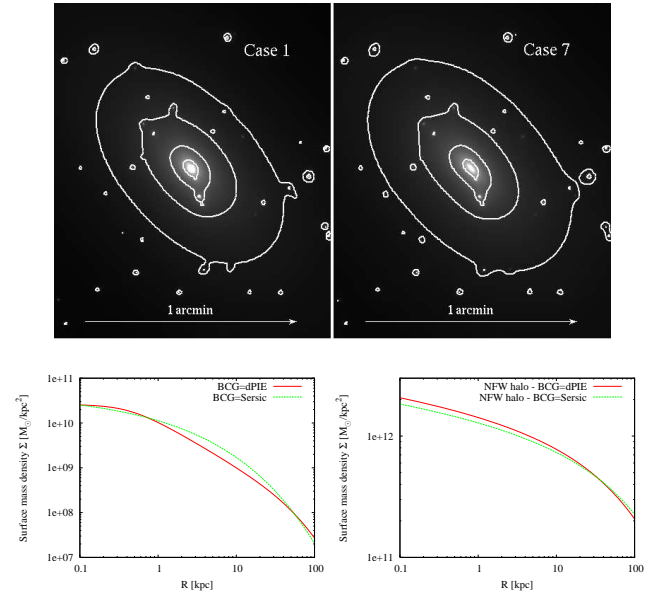 Case 1
Case 7
1 arcmin
1 arcmin
1e+11
1e+10
1e+09
1e+08
1e+07
Surface mass density Σ [M☉/kpc²]
BCG=dPIE
BCG=Sersic
0.1 1 10 100
R [kpc]
1e+12
1e+11
Surface mass density Σ [M☉/kpc²]
NFW halo - BCG=dPIE
NFW halo - BCG=Sersic
0.1 1 10 100
R [kpc]